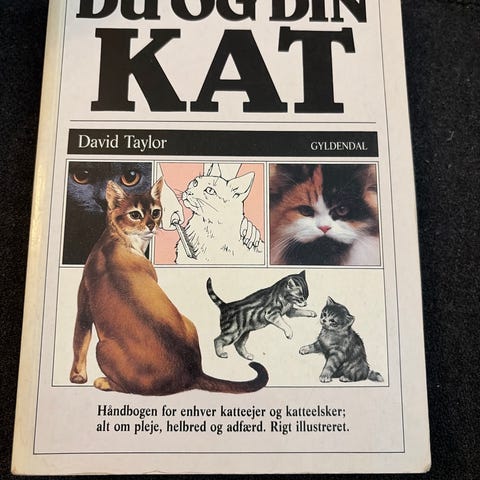 DU OG DIN
KAT
David Taylor
GYLDENDAL
Håndbogen for enhver katteejer og katteelsker;
alt om pleje, helbred og adfærd. Rigt illustreret.